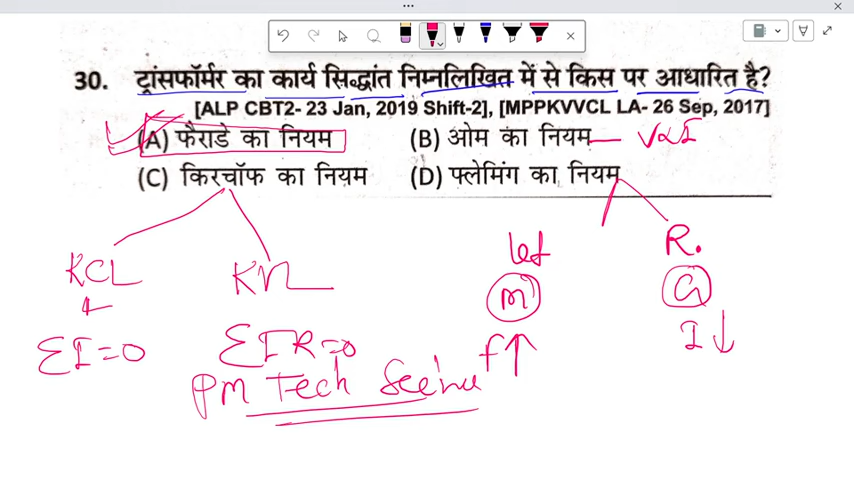 30. ट्रांसफॉर्मर का कार्य सिद्धांत निम्नलिखित में से किस पर आधारित है?
[ALP CBT2- 23 Jan, 2019 Shift-2], [MPPKVVCL LA- 26 Sep, 2017]
(A) फैराडे का नियम (B) ओम का नियम V∝I
(C) किरचॉफ का नियम (D) फ्लेमिंग का नियम
left R.
KCL KVL m G
ΣI=0 ΣIR=0 F↑ I↓
PM Tech